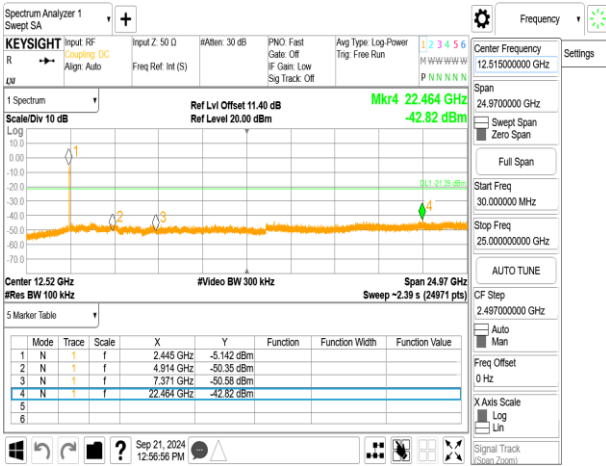 Spectrum Analyzer 1
Swept SA
+
Frequency
KEYSIGHT
R
LXI
Input: RF
Coupling: DC
Align: Auto
Input Z: 50 Ω
Freq Ref: Int (S)
#Atten: 30 dB
PNO: Fast
Gate: Off
IF Gain: Low
Sig Track: Off
Avg Type: Log-Power
Trig: Free Run
1 2 3 4 5 6
M W W W W W
P N N N N N
1 Spectrum
Scale/Div 10 dB
Ref Lvl Offset 11.40 dB
Ref Level 20.00 dBm
Mkr4 22.464 GHz
-42.82 dBm
Log
10.0
0.00
-10.0
-20.0
-30.0
-40.0
-50.0
-60.0
-70.0
1
2
3
4
Center 12.52 GHz
#Res BW 100 kHz
#Video BW 300 kHz
Span 24.97 GHz
Sweep ~2.39 s (24971 pts)
5 Marker Table
Mode Trace Scale X Y Function Function Width Function Value
1 N 1 f 2.445 GHz -5.142 dBm
2 N 1 f 4.914 GHz -50.35 dBm
3 N 1 f 7.371 GHz -50.58 dBm
4 N 1 f 22.464 GHz -42.82 dBm
5
6
Sep 21, 2024
12:56:56 PM
?
Center Frequency
12.515000000 GHz
Settings
Span
24.9700000 GHz
Swept Span
Zero Span
Full Span
Start Freq
30.000000 MHz
Stop Freq
25.000000000 GHz
AUTO TUNE
CF Step
2.497000000 GHz
Auto
Man
Freq Offset
0 Hz
X Axis Scale
Log
Lin
Signal Track
(Span Zoom)